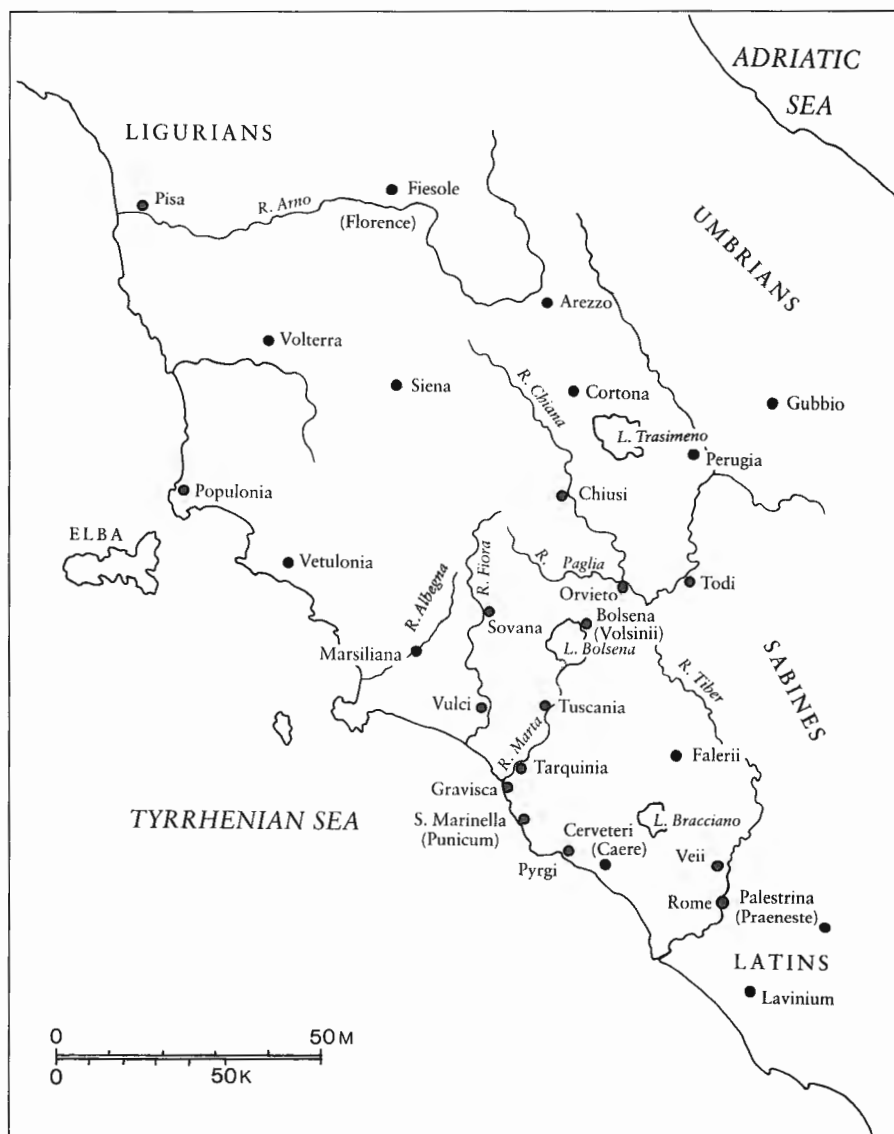 ADRIATIC
SEA
LIGURIANS
Pisa
R. Arno
Fiesole
(Florence)
UMBRIANS
Arezzo
Volterra
Siena
R. Chiana
Cortona
Gubbio
L. Trasimeno
Perugia
Populonia
Chiusi
ELBA
Vetulonia
R. Albegna
R. Fiora
R. Paglia
Orvieto
Todi
Sovana
Bolsena
(Volsinii)
L. Bolsena
Marsiliana
R. Tiber
SABINES
Vulci
Tuscania
R. Marta
Falerii
Tarquinia
Gravisca
TYRRHENIAN SEA
S. Marinella
(Punicum)
L. Bracciano
Cerveteri
(Caere)
Pyrgi
Veii
Rome
Palestrina
(Praeneste)
LATINS
Lavinium
0 50M
0 50K